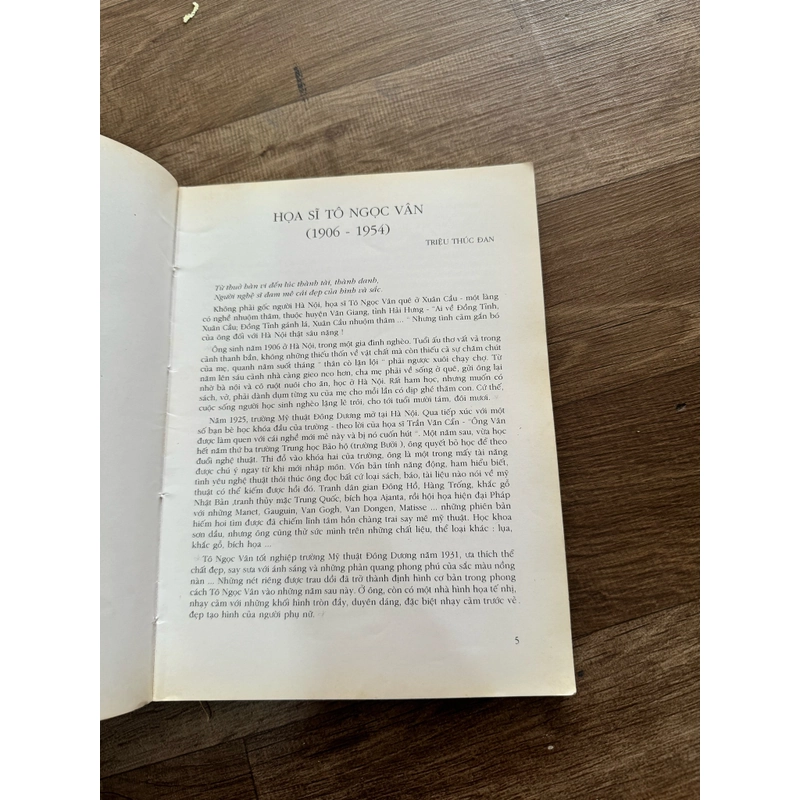 HỌA SĨ TÔ NGỌC VÂN
(1906 - 1954)
TRIỆU THÚC ĐAN
Từ thuở hàn vi đến lúc thành tài, thành danh,
Người nghệ sĩ đam mê cái đẹp của hình và sắc.
Không phải gốc người Hà Nội, họa sĩ Tô Ngọc Vân quê ở Xuân Cầu - một làng
có nghề nhuộm thâm, thuộc huyện Văn Giang, tỉnh Hải Hưng - "Ai về Đồng Tỉnh,
Xuân Cầu; Đồng Tỉnh gánh lá, Xuân Cầu nhuộm thâm ... " Nhưng tình cảm gắn bó
của ông đối với Hà Nội thật sâu nặng !
Ông sinh năm 1906 ở Hà Nội, trong một gia đình nghèo. Tuổi ấu thơ vất vả trong
cảnh thanh bần, không những thiếu thốn về vật chất mà còn thiếu cả sự chăm chút
của mẹ, quanh năm suốt tháng " thân cò lặn lội " phải ngược xuôi chạy chợ. Từ
năm lên sáu cảnh nhà càng gieo neo hơn, cha mẹ phải về sống ở quê, gửi ông lại
nhờ bà nội và cô ruột nuôi cho ăn, học ở Hà Nội. Rất ham học, nhưng muốn có
sách, vở, phải dành dụm từng xu của mẹ cho mỗi lần có dịp ghé thăm con. Cứ thế,
cuộc sống người học sinh nghèo lặng lẽ trôi, cho tới tuổi mười tám, đôi mươi.
Năm 1925, trường Mỹ thuật Đông Dương mở tại Hà Nội. Qua tiếp xúc với một
số bạn bè học khóa đầu của trường - theo lời của họa sĩ Trần Văn Cẩn - "Ông Vân
được làm quen với cái nghề mới mẻ này và bị nó cuốn hút ". Một năm sau, vừa học
hết năm thứ ba trường Trung học Bảo hộ (trường Bưởi ), ông quyết bỏ học để theo
đuổi nghệ thuật. Thi đỗ vào khóa hai của trường, ông là một trong mấy tài năng
được chú ý ngay từ khi mới nhập môn. Vốn bản tính năng động, ham hiểu biết,
tình yêu nghệ thuật thôi thúc ông đọc bất cứ loại sách, báo, tài liệu nào nói về mỹ
thuật có thể kiếm được hồi đó. Tranh dân gian Đông Hồ, Hàng Trống, khắc gỗ
Nhật Bản ,tranh thủy mặc Trung Quốc, bích họa Ajanta, rồi hội họa hiện đại Pháp
với những Manet, Gauguin, Van Gogh, Van Dongen, Matisse ... những phiên bản
hiếm hoi tìm được đã chiếm lĩnh tâm hồn chàng trai say mê mỹ thuật. Học khoa
sơn dầu, nhưng ông cũng thử sức mình trên những chất liệu, thể loại khác : lụa,
khắc gỗ, bích họa ...
Tô Ngọc Vân tốt nghiệp trường Mỹ thuật Đông Dương năm 1931, ưa thích thể
chất đẹp, say sưa với ánh sáng và những phản quang phong phú của sắc màu nồng
nàn ... Những nét riêng được trau dồi đã trở thành định hình cơ bản trong phong
cách Tô Ngọc Vân vào những năm sau này. Ở ông, còn có một nhà hình họa tế nhị,
nhạy cảm với những khối hình tròn đầy, duyên dáng, đặc biệt nhạy cảm trước vẻ
đẹp tạo hình của người phụ nữ.
5